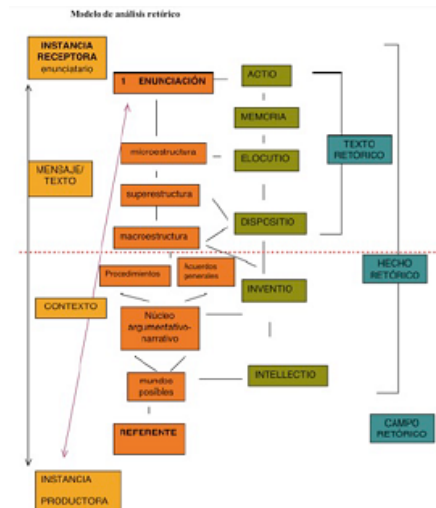 Modelo de análisis retórico
INSTANCIA
RECEPTORA
enunciatario
1 ENUNCIACIÓN
ACTIO
MEMORIA
TEXTO
RETORICO
microestructura
ELOCUTIO
MENSAJE/
TEXTO
superestructura
DISPOSITIO
macroestructura
HECHO
RETÓRICO
Procedimientos
Acuerdos
generales
INVENTIO
CONTEXTO
Núcleo
argumentativo-
narrativo
mundos
posibles
INTELLECTIO
CAMPO
RETÓRICO
REFERENTE
INSTANCIA
PRODUCTORA